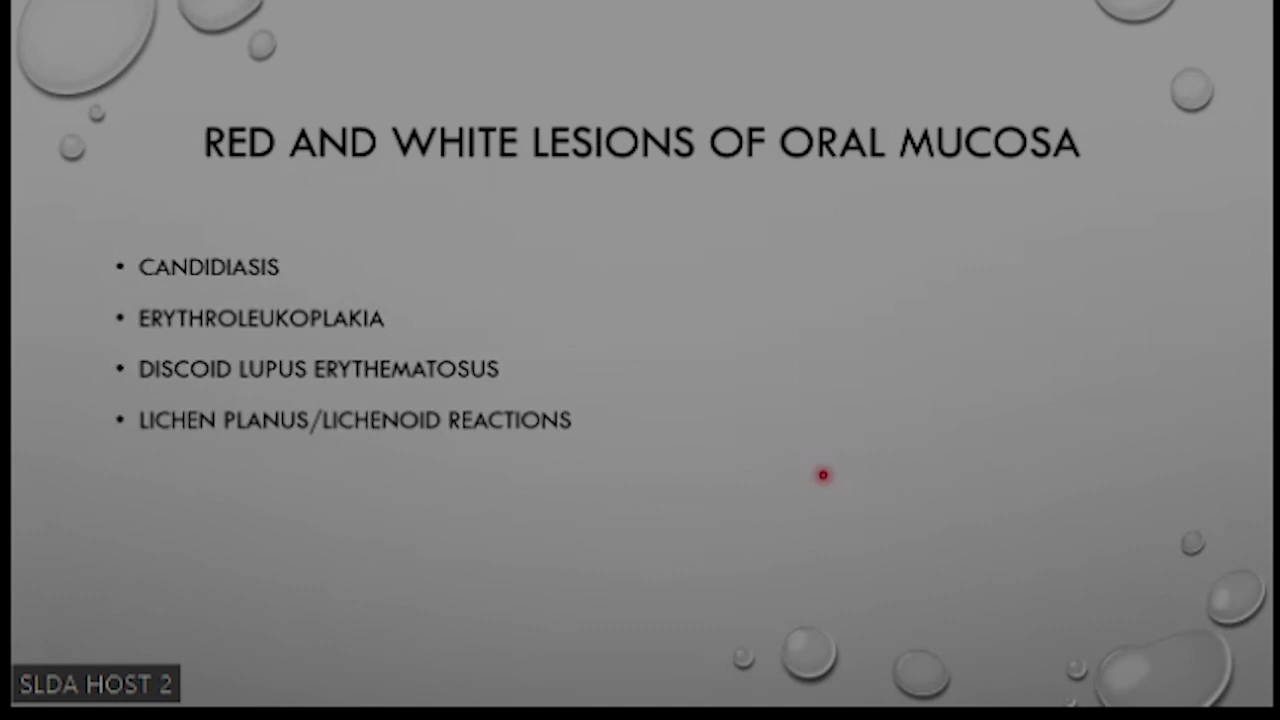 RED AND WHITE LESIONS OF ORAL MUCOSA
• CANDIDIASIS
• ERYTHROLEUKOPLAKIA
• DISCOID LUPUS ERYTHEMATOSUS
• LICHEN PLANUS/LICHENOID REACTIONS
SLDA HOST 2